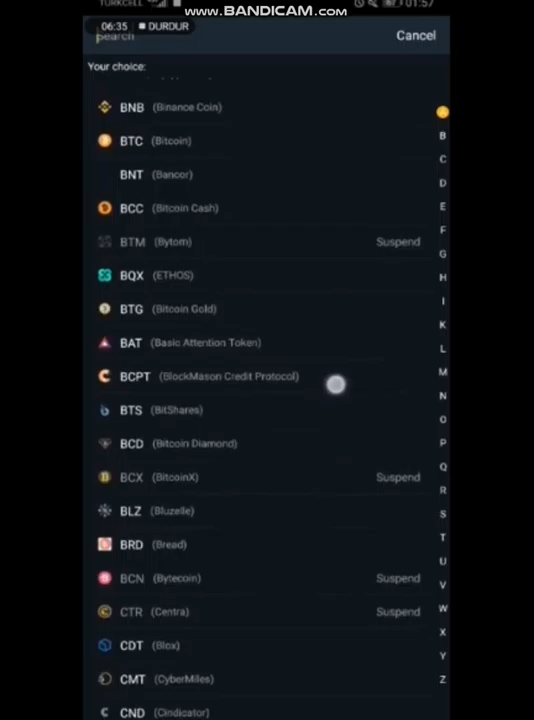 www.BANDICAM.com
TURKCELL 01:57
06:35 DURDUR
Search Cancel
Your choice:
BNB (Binance Coin)
A
BTC (Bitcoin)
B
C
BNT (Bancor)
D
BCC (Bitcoin Cash)
E
F
BTM (Bytom) Suspend
G
BQX (ETHOS)
H
I
BTG (Bitcoin Gold)
K
BAT (Basic Attention Token)
L
M
BCPT (BlockMason Credit Protocol)
N
BTS (BitShares)
O
P
BCD (Bitcoin Diamond)
Q
BCX (BitcoinX) Suspend
R
BLZ (Bluzelle)
S
T
BRD (Bread)
U
BCN (Bytecoin) Suspend
V
W
CTR (Centra) Suspend
X
CDT (Blox)
Y
CMT (CyberMiles)
Z
CND (Cindicator)